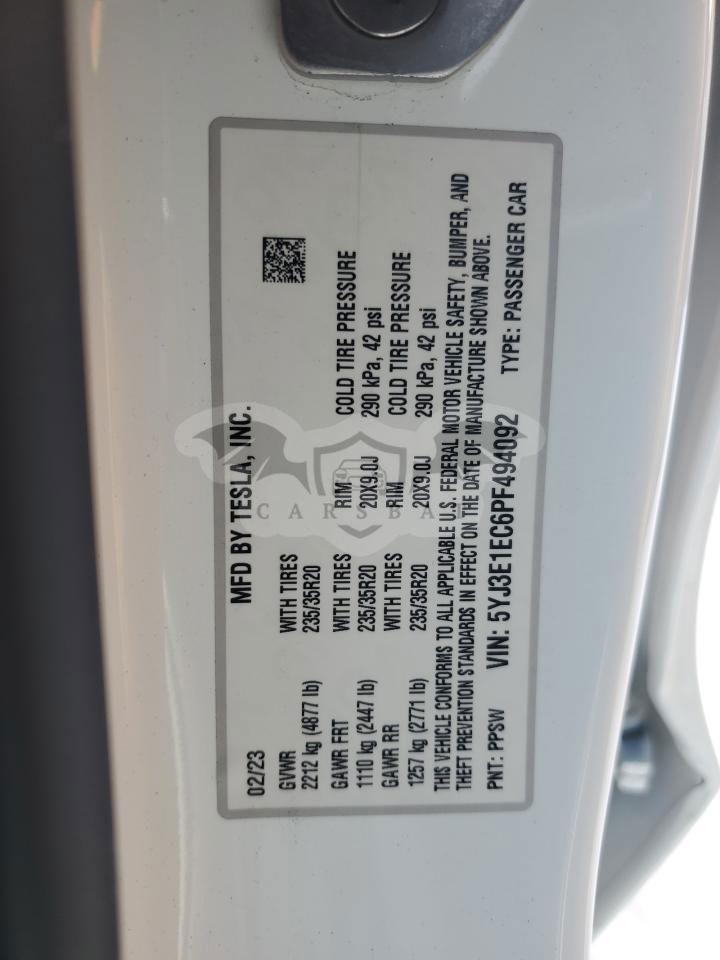 MFD BY TESLA, INC.
02/23
GVWR WITH TIRES
2212 kg (4877 lb) 235/35R20
GAWR FRT WITH TIRES RIM COLD TIRE PRESSURE
1110 kg (2447 lb) 235/35R20 20X9.0J 290 kPa, 42 psi
GAWR RR WITH TIRES RIM COLD TIRE PRESSURE
1257 kg (2771 lb) 235/35R20 20X9.0J 290 kPa, 42 psi
THIS VEHICLE CONFORMS TO ALL APPLICABLE U.S. FEDERAL MOTOR VEHICLE SAFETY, BUMPER, AND
THEFT PREVENTION STANDARDS IN EFFECT ON THE DATE OF MANUFACTURE SHOWN ABOVE.
PNT: PPSW VIN: 5YJ3E1EC6PF494092 TYPE: PASSENGER CAR
CARSBAT